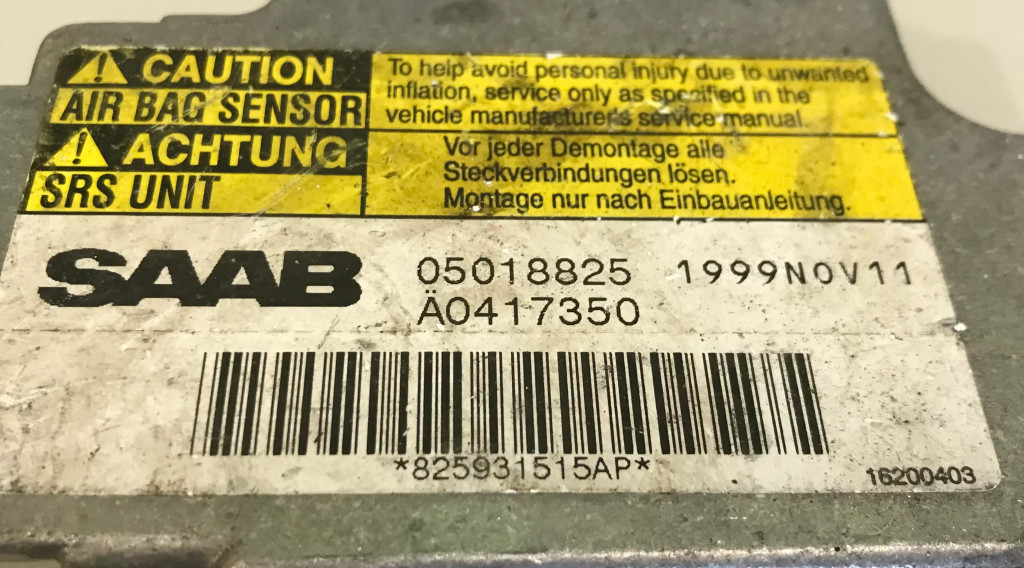 CAUTION
AIR BAG SENSOR
ACHTUNG
SRS UNIT
To help avoid personal injury due to unwanted
inflation, service only as specified in the
vehicle manufacturer's service manual.
Vor jeder Demontage alle
Steckverbindungen lösen.
Montage nur nach Einbauanleitung.
SAAB
05018825 1999NOV11
Ä0417350
*825931515AP*
16200403